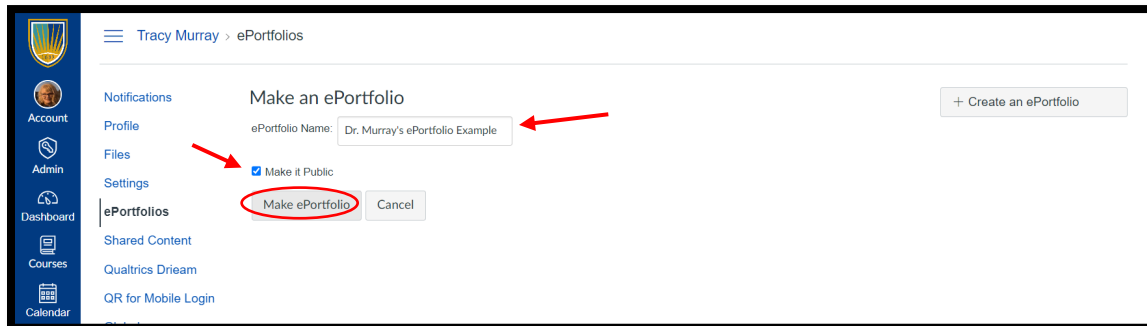 Tracy Murray > ePortfolios
Account
Admin
Dashboard
Courses
Calendar
Notifications
Profile
Files
Settings
ePortfolios
Shared Content
Qualtrics Drieam
QR for Mobile Login
Make an ePortfolio
ePortfolio Name: Dr. Murray's ePortfolio Example
Make it Public
Make ePortfolio Cancel
+ Create an ePortfolio